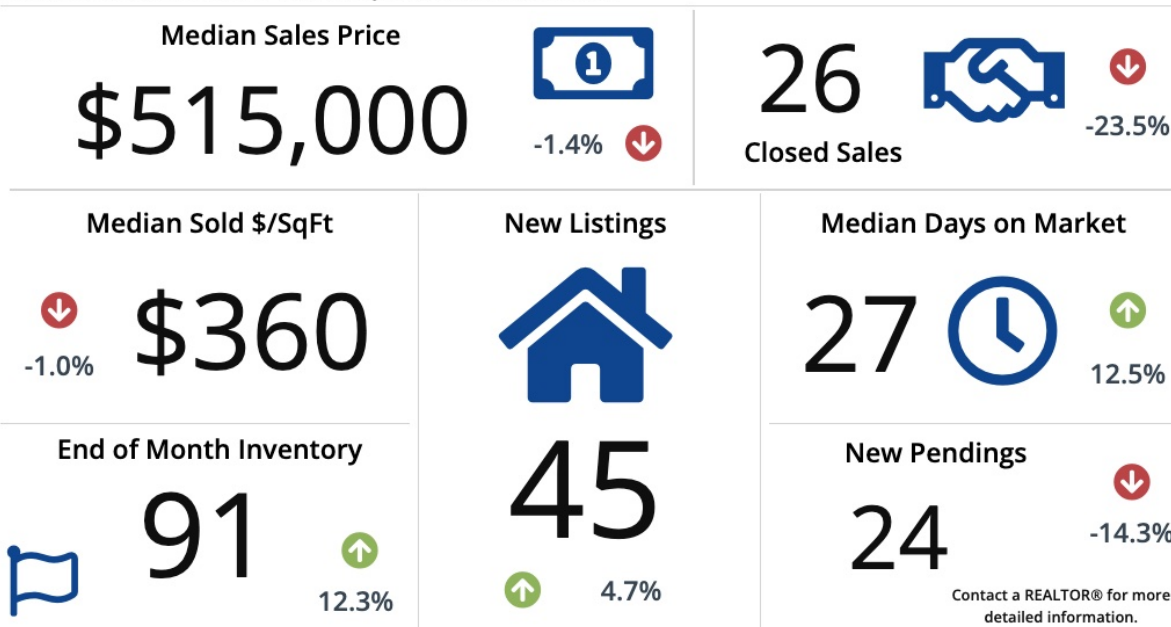 Median Sales Price
$515,000
1
-1.4%
26
Closed Sales
-23.5%
Median Sold $/SqFt
$360
-1.0%
New Listings
45
4.7%
Median Days on Market
27
12.5%
End of Month Inventory
91
12.3%
New Pendings
24
-14.3%
Contact a REALTOR® for more
detailed information.